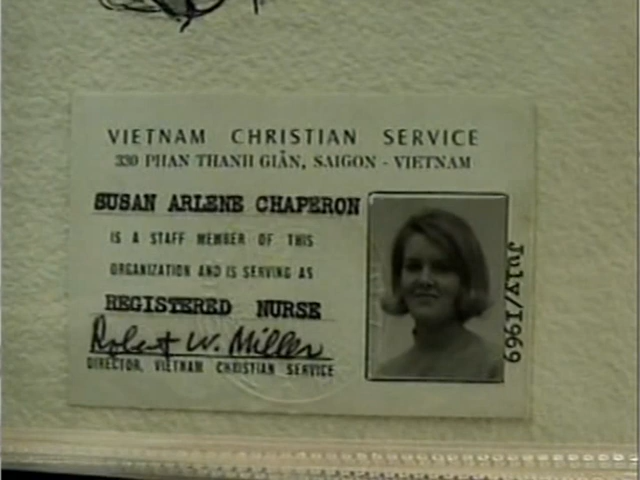 VIETNAM CHRISTIAN SERVICE
330 PHAN THANH GIẢN, SAIGON - VIETNAM
SUSAN ARLENE CHAPERON
IS A STAFF MEMBER OF THIS
ORGANIZATION AND IS SERVING AS
REGISTERED NURSE
Robert W. Miller
DIRECTOR, VIETNAM CHRISTIAN SERVICE
July/1969